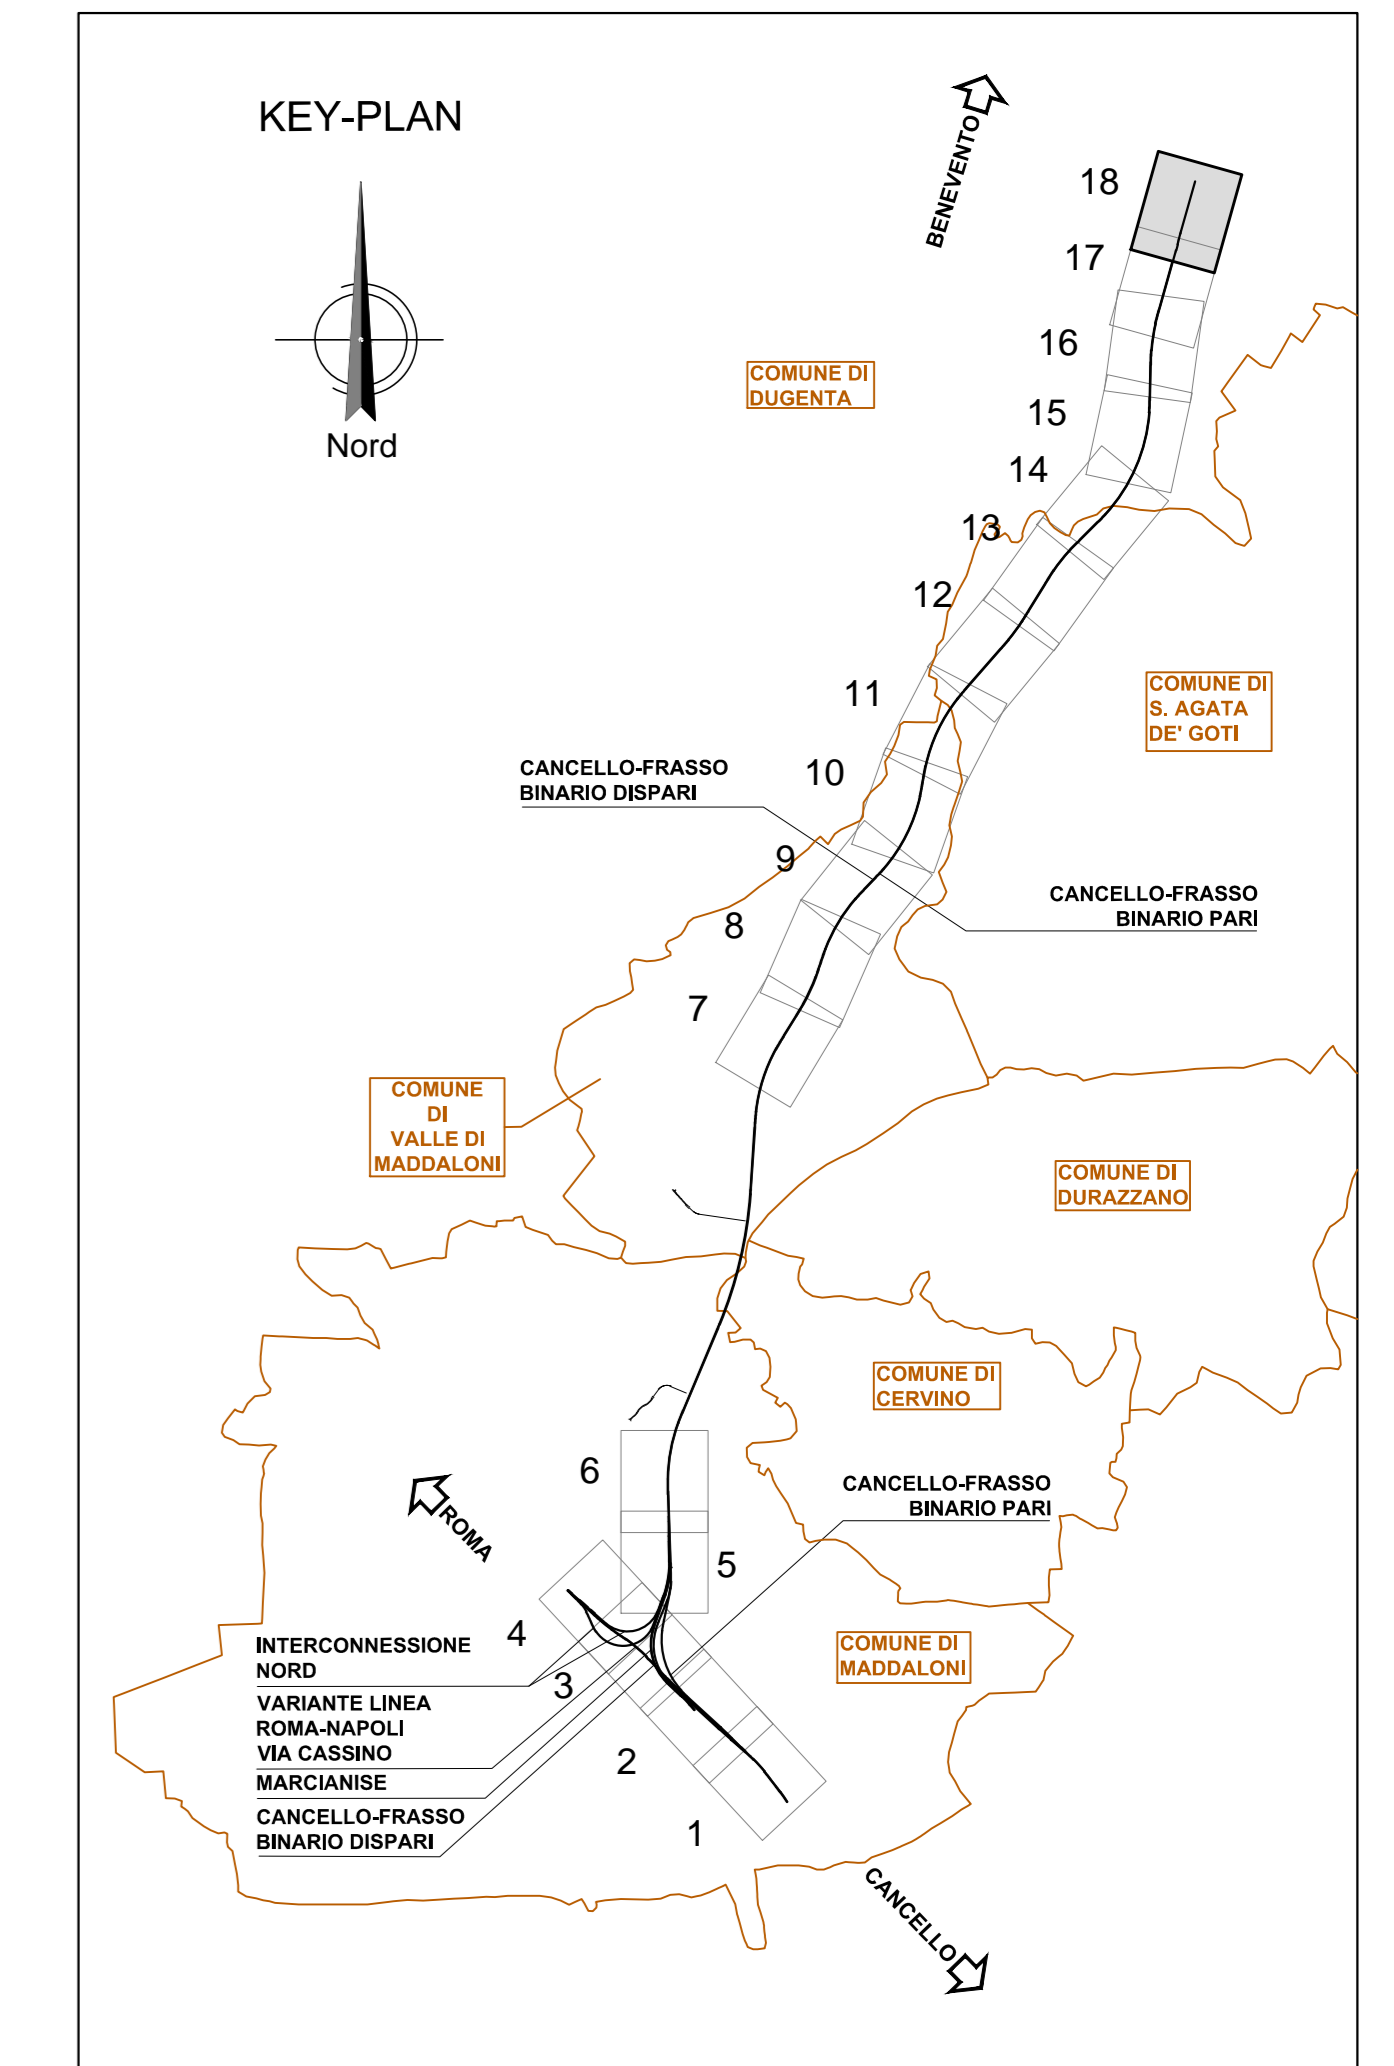 KEY-PLAN
Nord
BENEVENTO
18
17
16
15
14
13
12
11
10
9
8
7
COMUNE DI
DUGENTA
COMUNE DI
S. AGATA
DE' GOTI
CANCELLO-FRASSO
BINARIO DISPARI
CANCELLO-FRASSO
BINARIO PARI
COMUNE
DI
VALLE DI
MADDALONI
COMUNE DI
DURAZZANO
COMUNE DI
CERVINO
6
ROMA
CANCELLO-FRASSO
BINARIO PARI
5
4
3
2
1
INTERCONNESSIONE
NORD
VARIANTE LINEA
ROMA-NAPOLI
VIA CASSINO
MARCIANISE
CANCELLO-FRASSO
BINARIO DISPARI
COMUNE DI
MADDALONI
CANCELLO